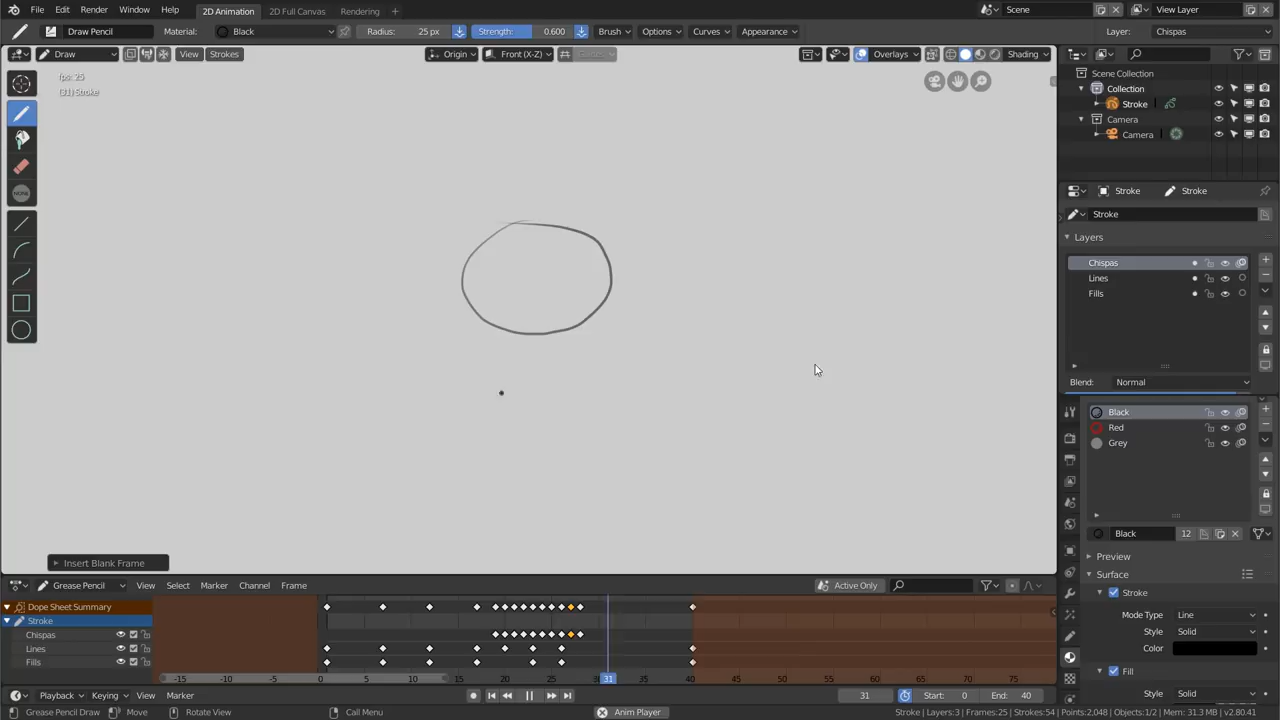 File Edit Render Window Help 2D Animation 2D Full Canvas Rendering + Scene View Layer
Draw Pencil Material: Black Radius: 25 px Strength: 0.600 Brush Options Curves Appearance Layer: Chispas
Draw View Strokes Origin Front (X-Z) Overlays Shading
fps: 25
(31) Stroke
NONE
Scene Collection
Collection
Stroke
Camera
Camera
Stroke Stroke
Stroke
Layers
Chispas
Lines
Fills
Blend: Normal
Black
Red
Grey
Black 12
Preview
Surface
Stroke
Mode Type Line
Style Solid
Color
Fill
Style Solid
Insert Blank Frame
Grease Pencil View Select Marker Channel Frame Active Only
Dope Sheet Summary
Stroke
Chispas
Lines
Fills
-15 -10 -5 0 5 10 15 20 25 30 31 35 40 45 50 55 60 65 70 75
Playback Keying View Marker 31 Start: 0 End: 40
Grease Pencil Draw Move Rotate View Call Menu Anim Player Stroke | Layers:3 | Frames:25 | Strokes:54 | Points:2,048 | Objects:1/2 | Mem: 31.3 MB | v2.80.41